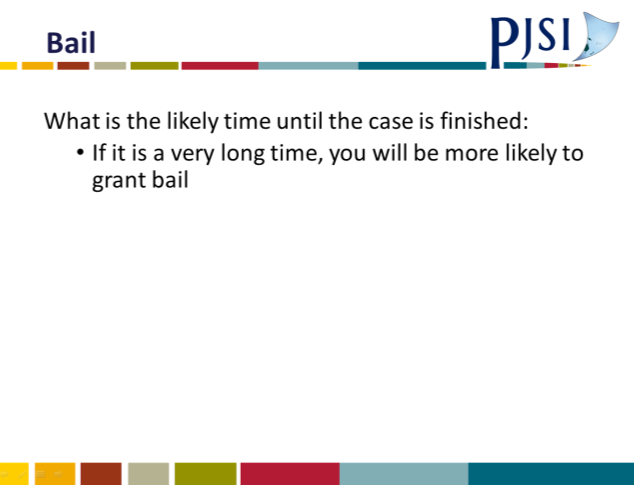 Bail
PJSI
What is the likely time until the case is finished:
• If it is a very long time, you will be more likely to
grant bail